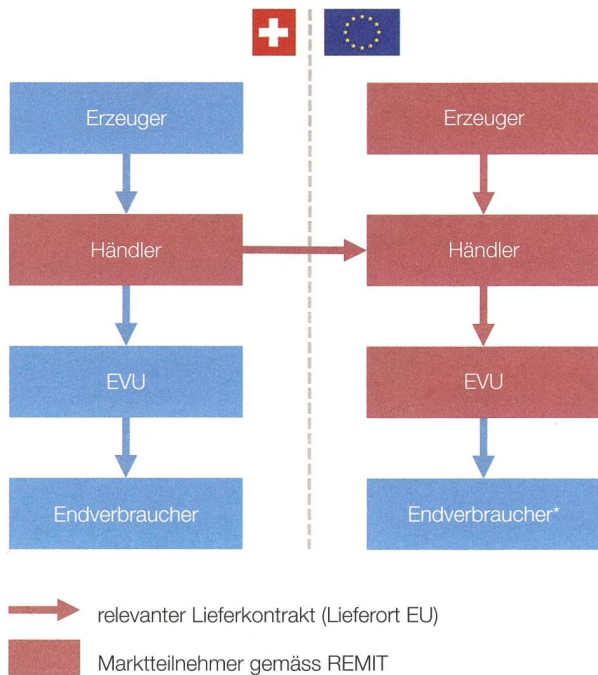 Erzeuger
Erzeuger
Händler
Händler
EVU
EVU
Endverbraucher
Endverbraucher*
relevanter Lieferkontrakt (Lieferort EU)
Marktteilnehmer gemäss REMIT